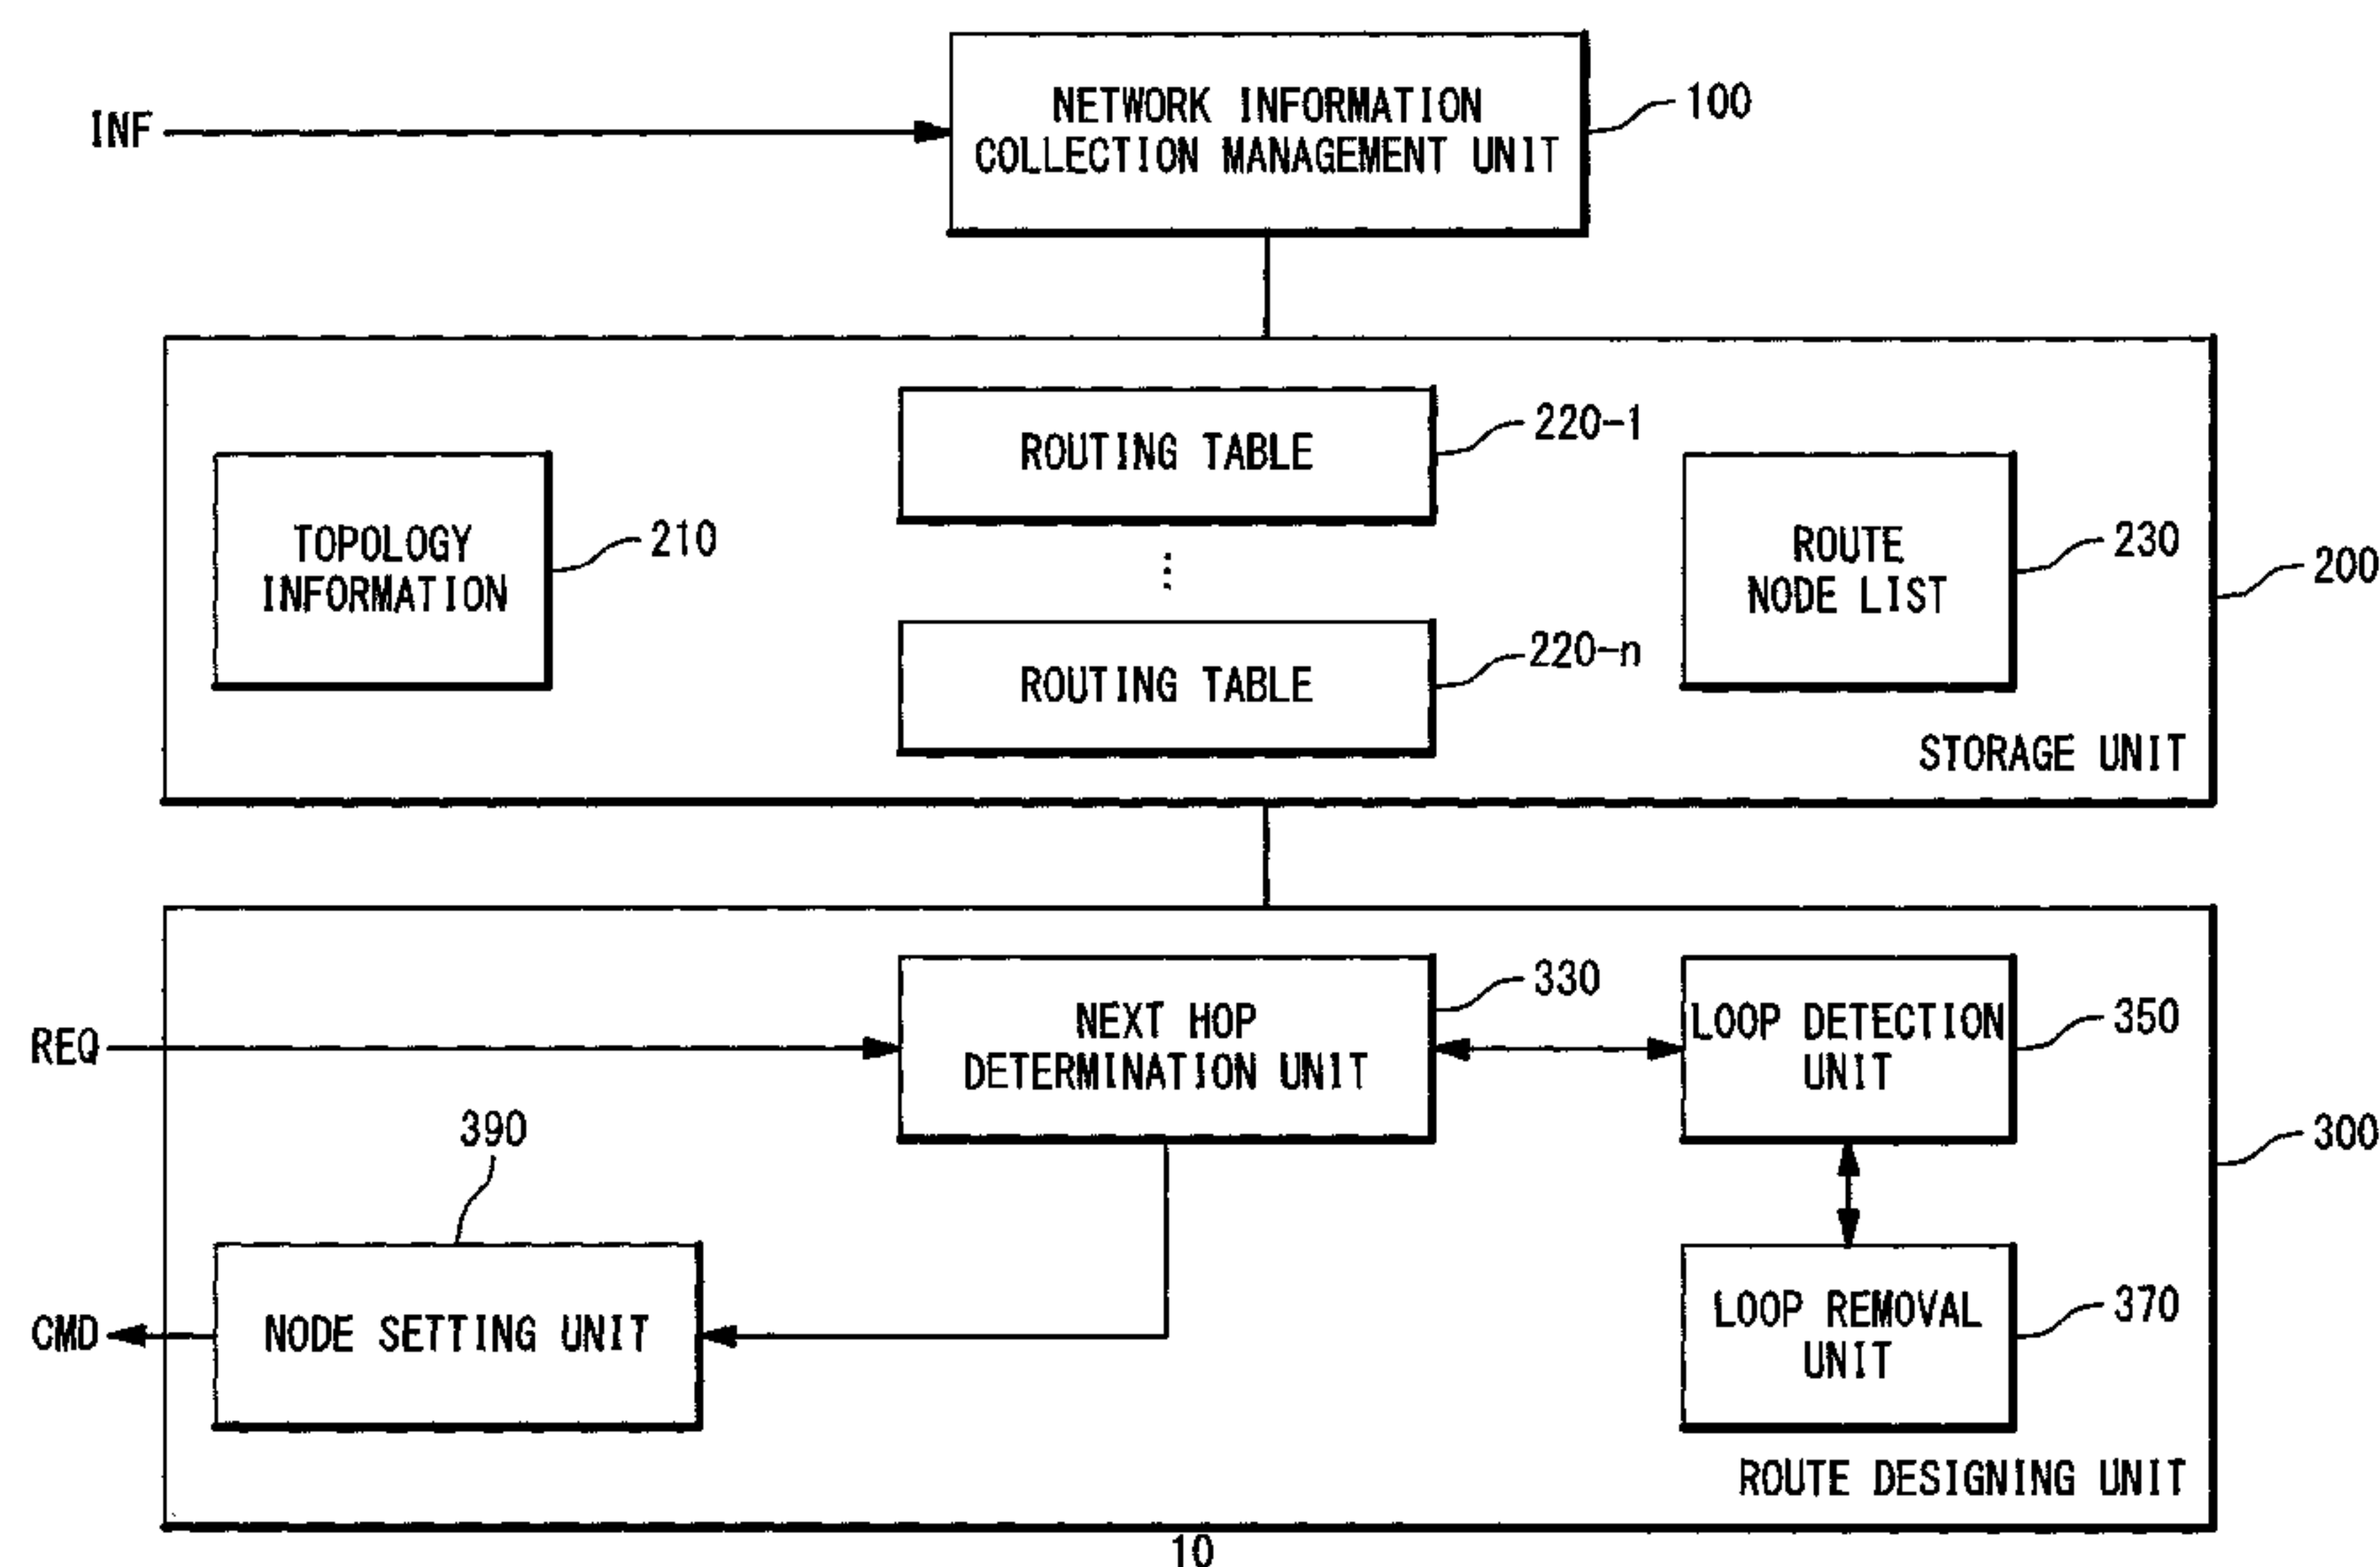 NETWORK INFORMATION
COLLECTION MANAGEMENT UNIT
100
INF
ROUTING TABLE
220-1
TOPOLOGY
INFORMATION
210
⋮
ROUTE
NODE LIST
230
200
ROUTING TABLE
220-n
STORAGE UNIT
REQ
NEXT HOP
DETERMINATION UNIT
330
LOOP DETECTION
UNIT
350
390
300
CMD
NODE SETTING UNIT
LOOP REMOVAL
UNIT
370
ROUTE DESIGNING UNIT
10